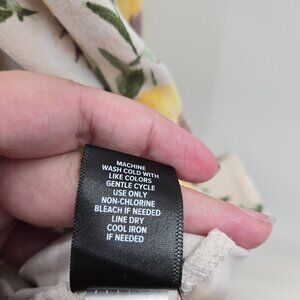 MACHINE
WASH COLD WITH
LIKE COLORS
GENTLE CYCLE
USE ONLY
NON-CHLORINE
BLEACH IF NEEDED
LINE DRY
COOL IRON
IF NEEDED